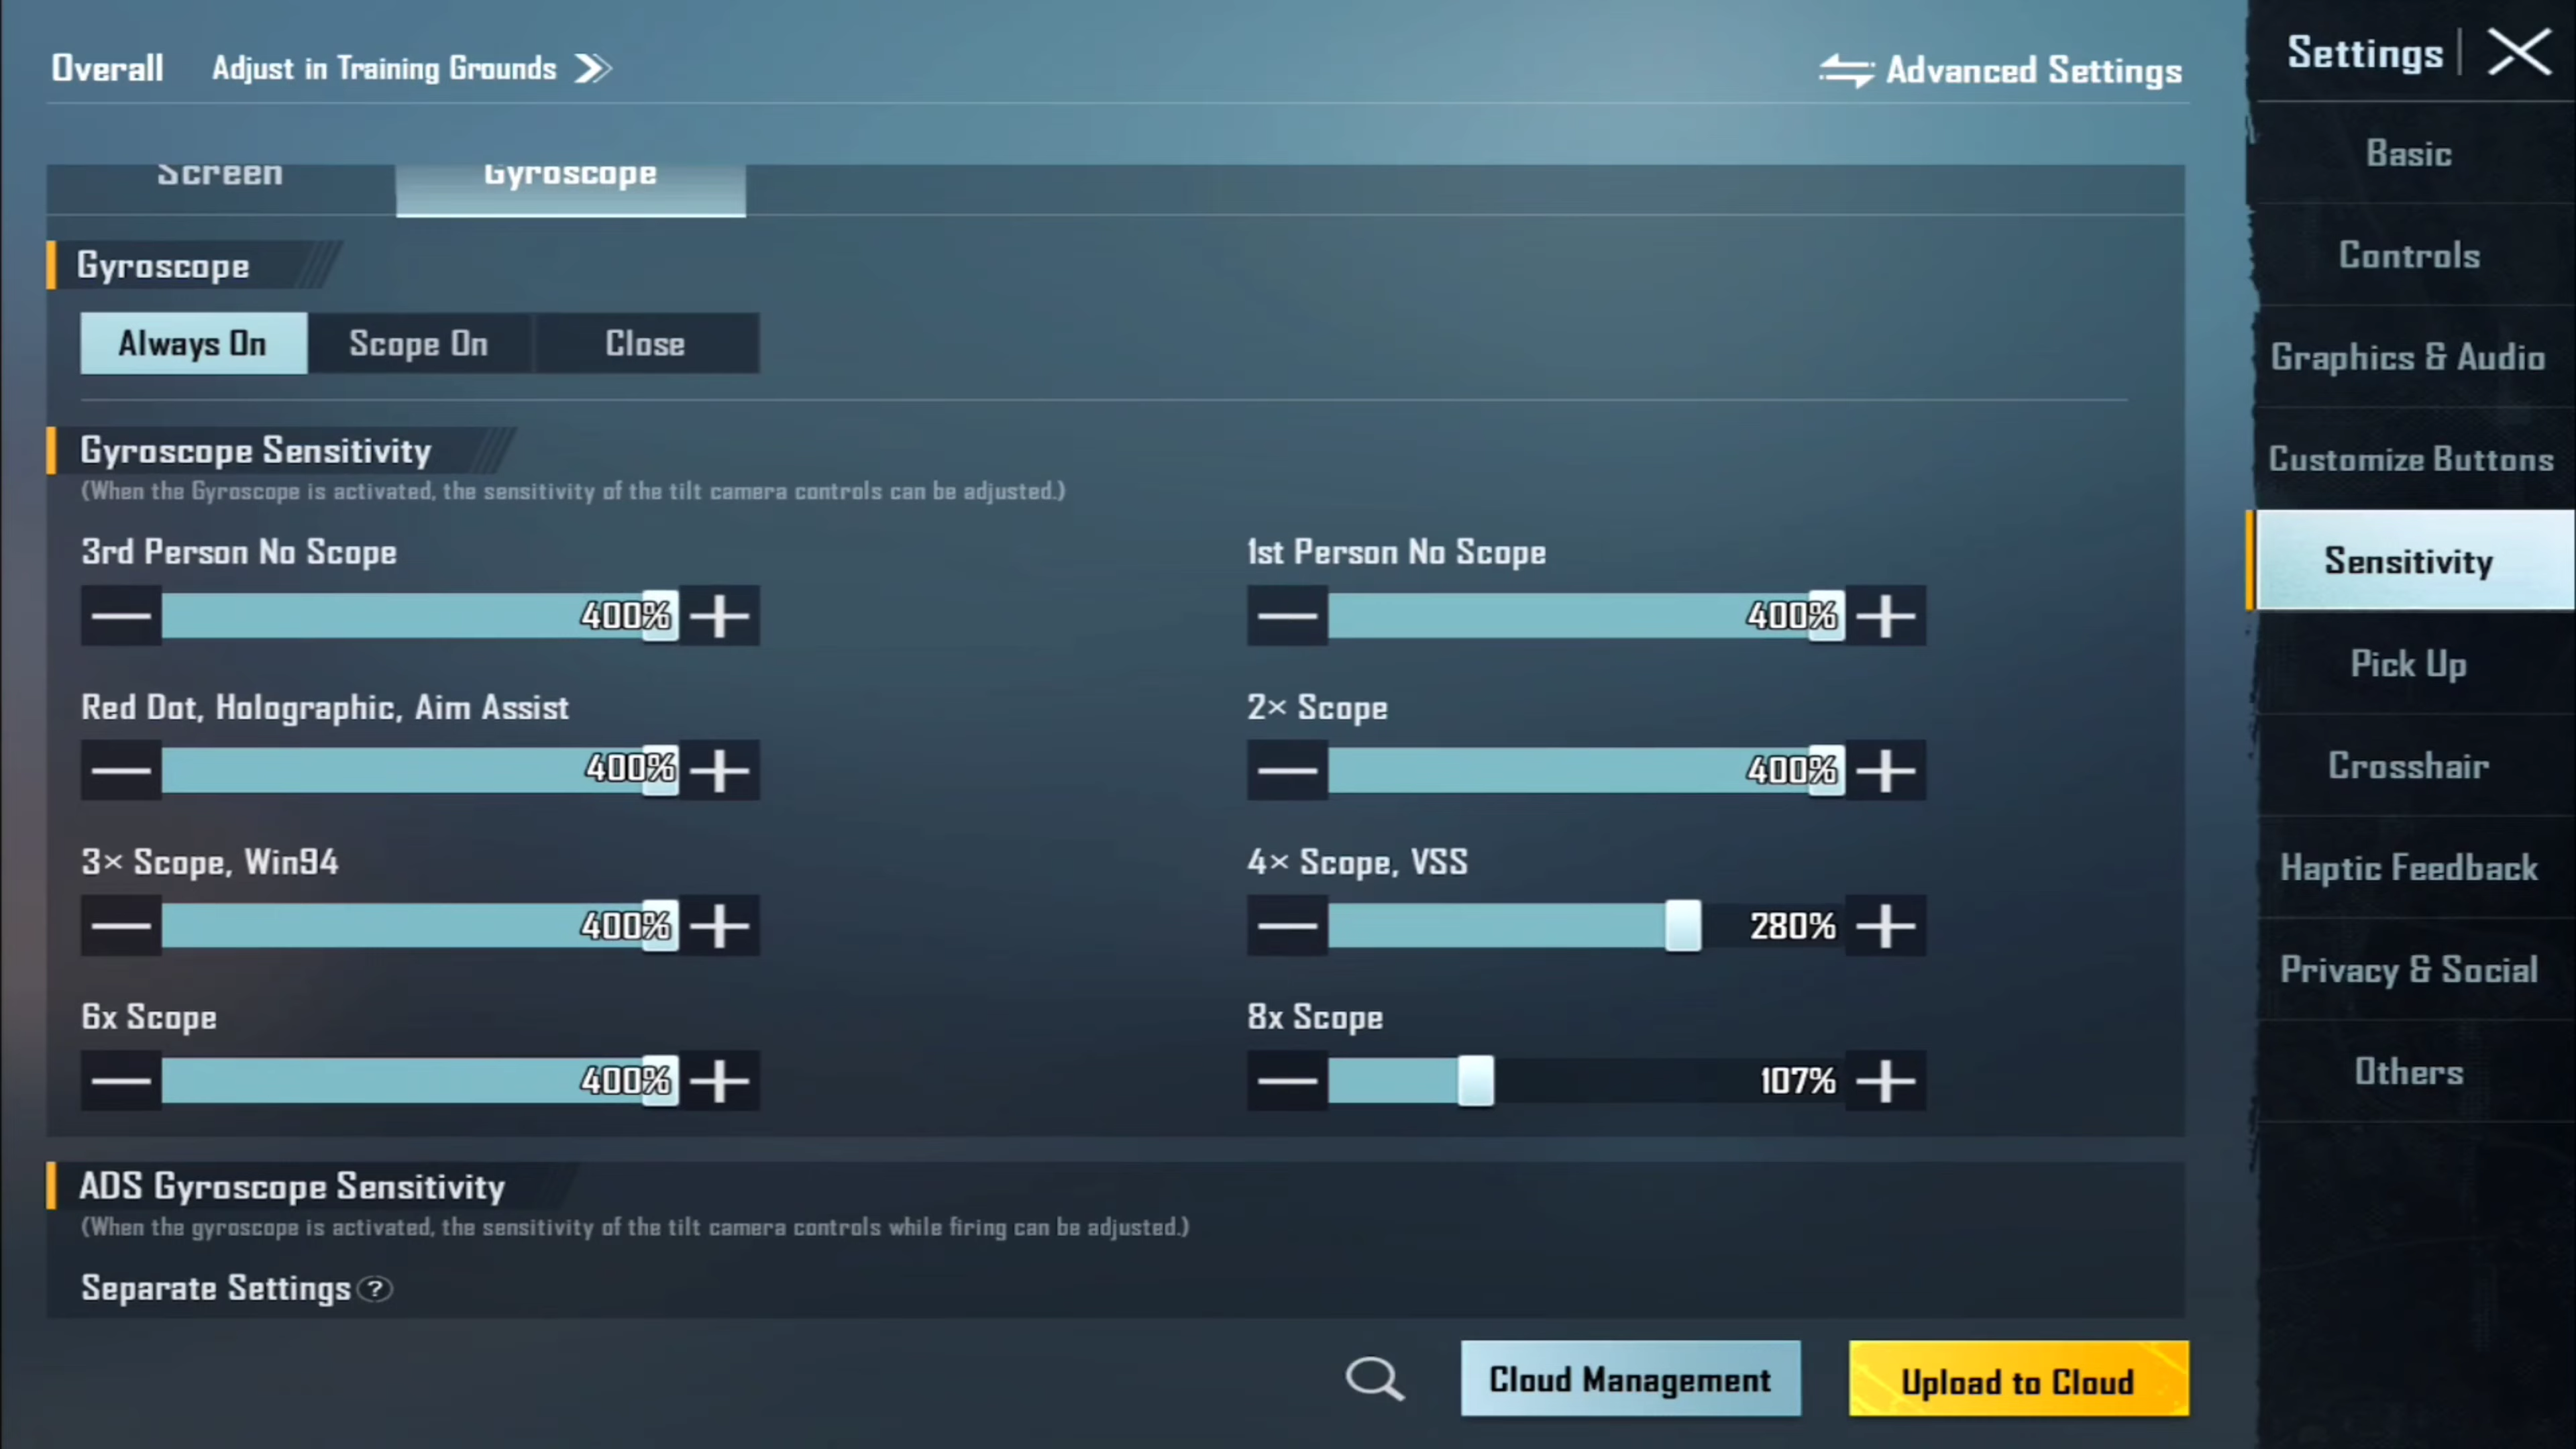 Overall
Adjust in Training Grounds
Advanced Settings
Settings
Screen
Gyroscope
Gyroscope
Always On
Scope On
Close
Gyroscope Sensitivity
(When the Gyroscope is activated, the sensitivity of the tilt camera controls can be adjusted.)
3rd Person No Scope
400%
1st Person No Scope
400%
Red Dot, Holographic, Aim Assist
400%
2× Scope
400%
3× Scope, Win94
400%
4× Scope, VSS
280%
6x Scope
400%
8x Scope
107%
ADS Gyroscope Sensitivity
(When the gyroscope is activated, the sensitivity of the tilt camera controls while firing can be adjusted.)
Separate Settings ?
Cloud Management
Upload to Cloud
Basic
Controls
Graphics & Audio
Customize Buttons
Sensitivity
Pick Up
Crosshair
Haptic Feedback
Privacy & Social
Others